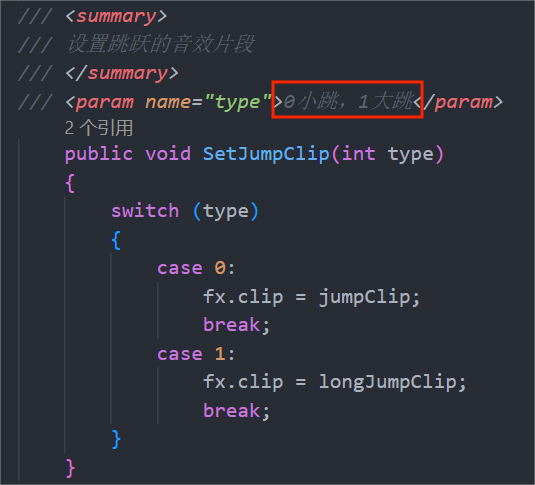 /// <summary>
/// 设置跳跃的音效片段
/// </summary>
/// <param name="type">0小跳，1大跳</param>
2 个引用
public void SetJumpClip(int type)
{
switch (type)
{
case 0:
fx.clip = jumpClip;
break;
case 1:
fx.clip = longJumpClip;
break;
}
}